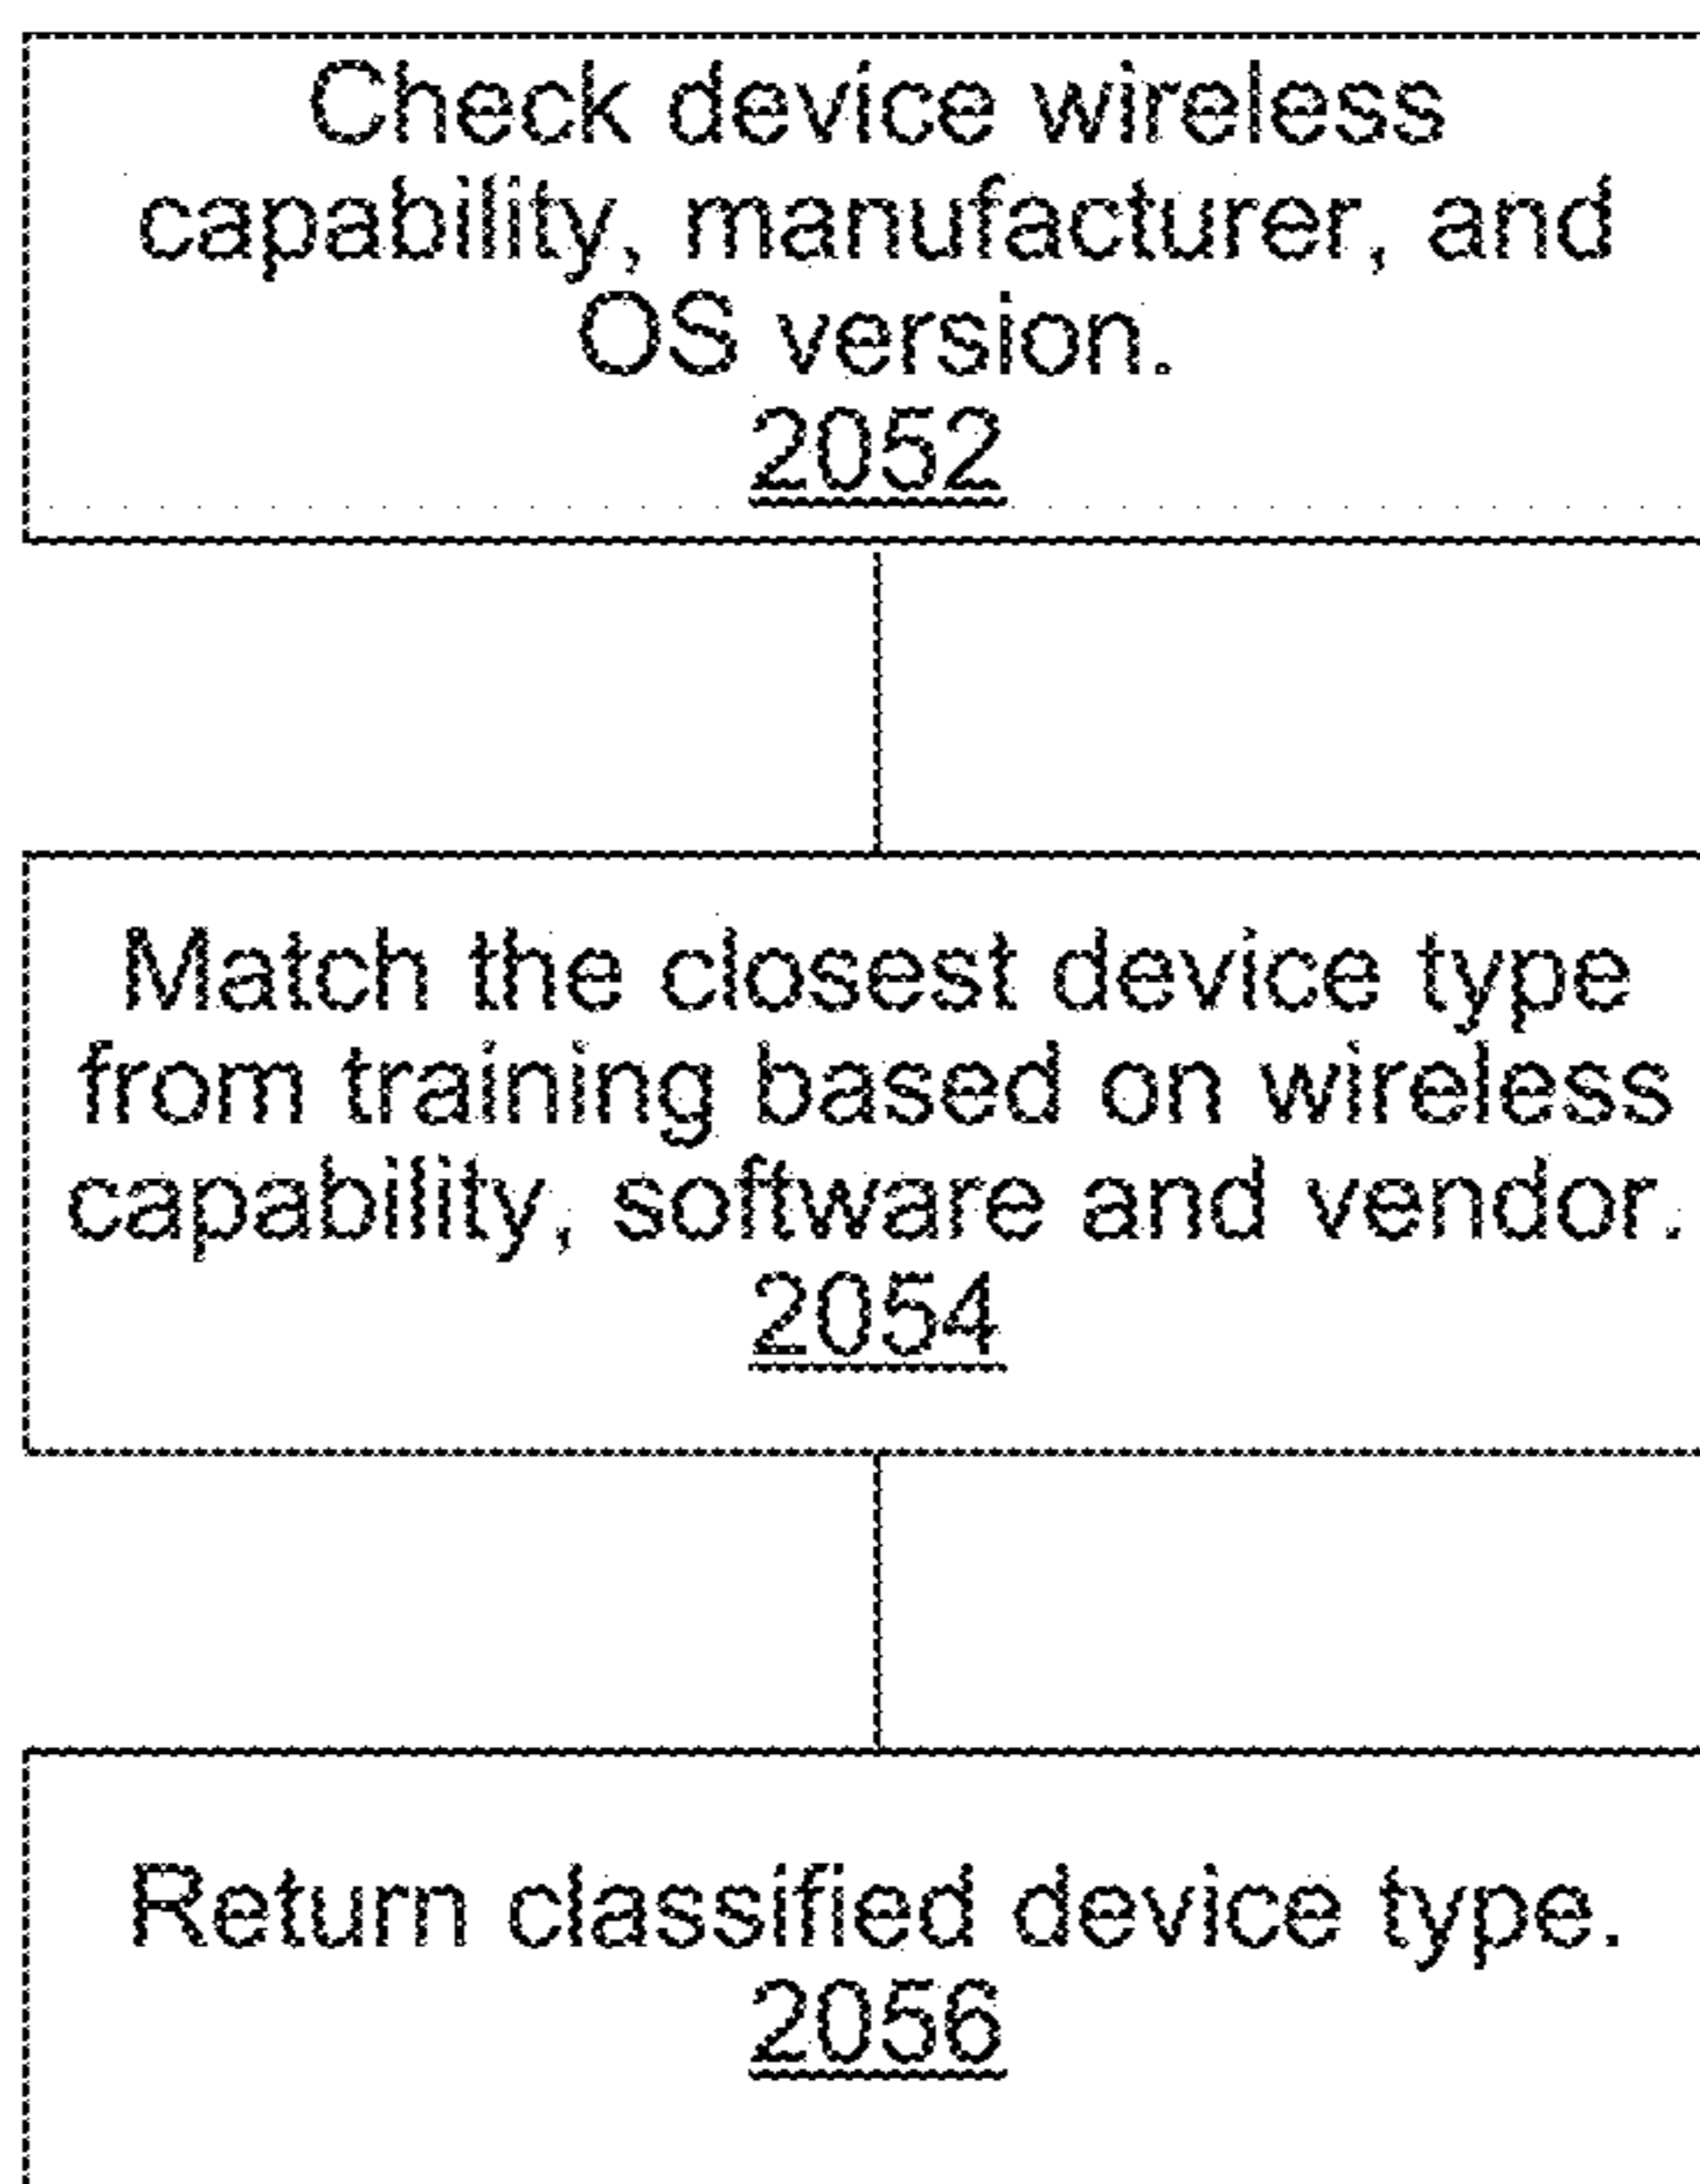 Check device wireless
capability, manufacturer, and
OS version.
2052
Match the closest device type
from training based on wireless
capability, software and vendor.
2054
Return classified device type.
2056